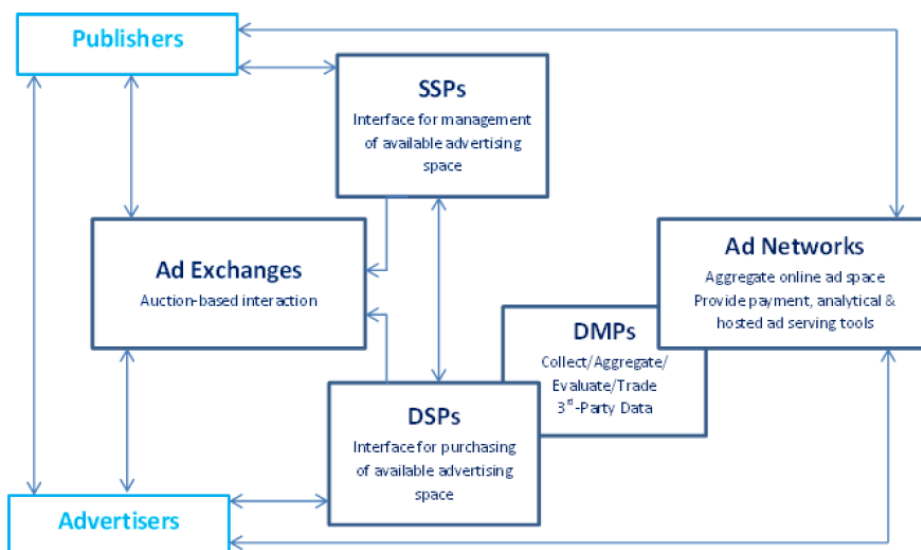 Publishers
SSPs
Interface for management
of available advertising
space
Ad Exchanges
Auction-based interaction
Ad Networks
Aggregate online ad space
Provide payment, analytical &
hosted ad serving tools
DMPs
Collect/Aggregate/
Evaluate/Trade
3rd-Party Data
DSPs
Interface for purchasing
of available advertising
space
Advertisers